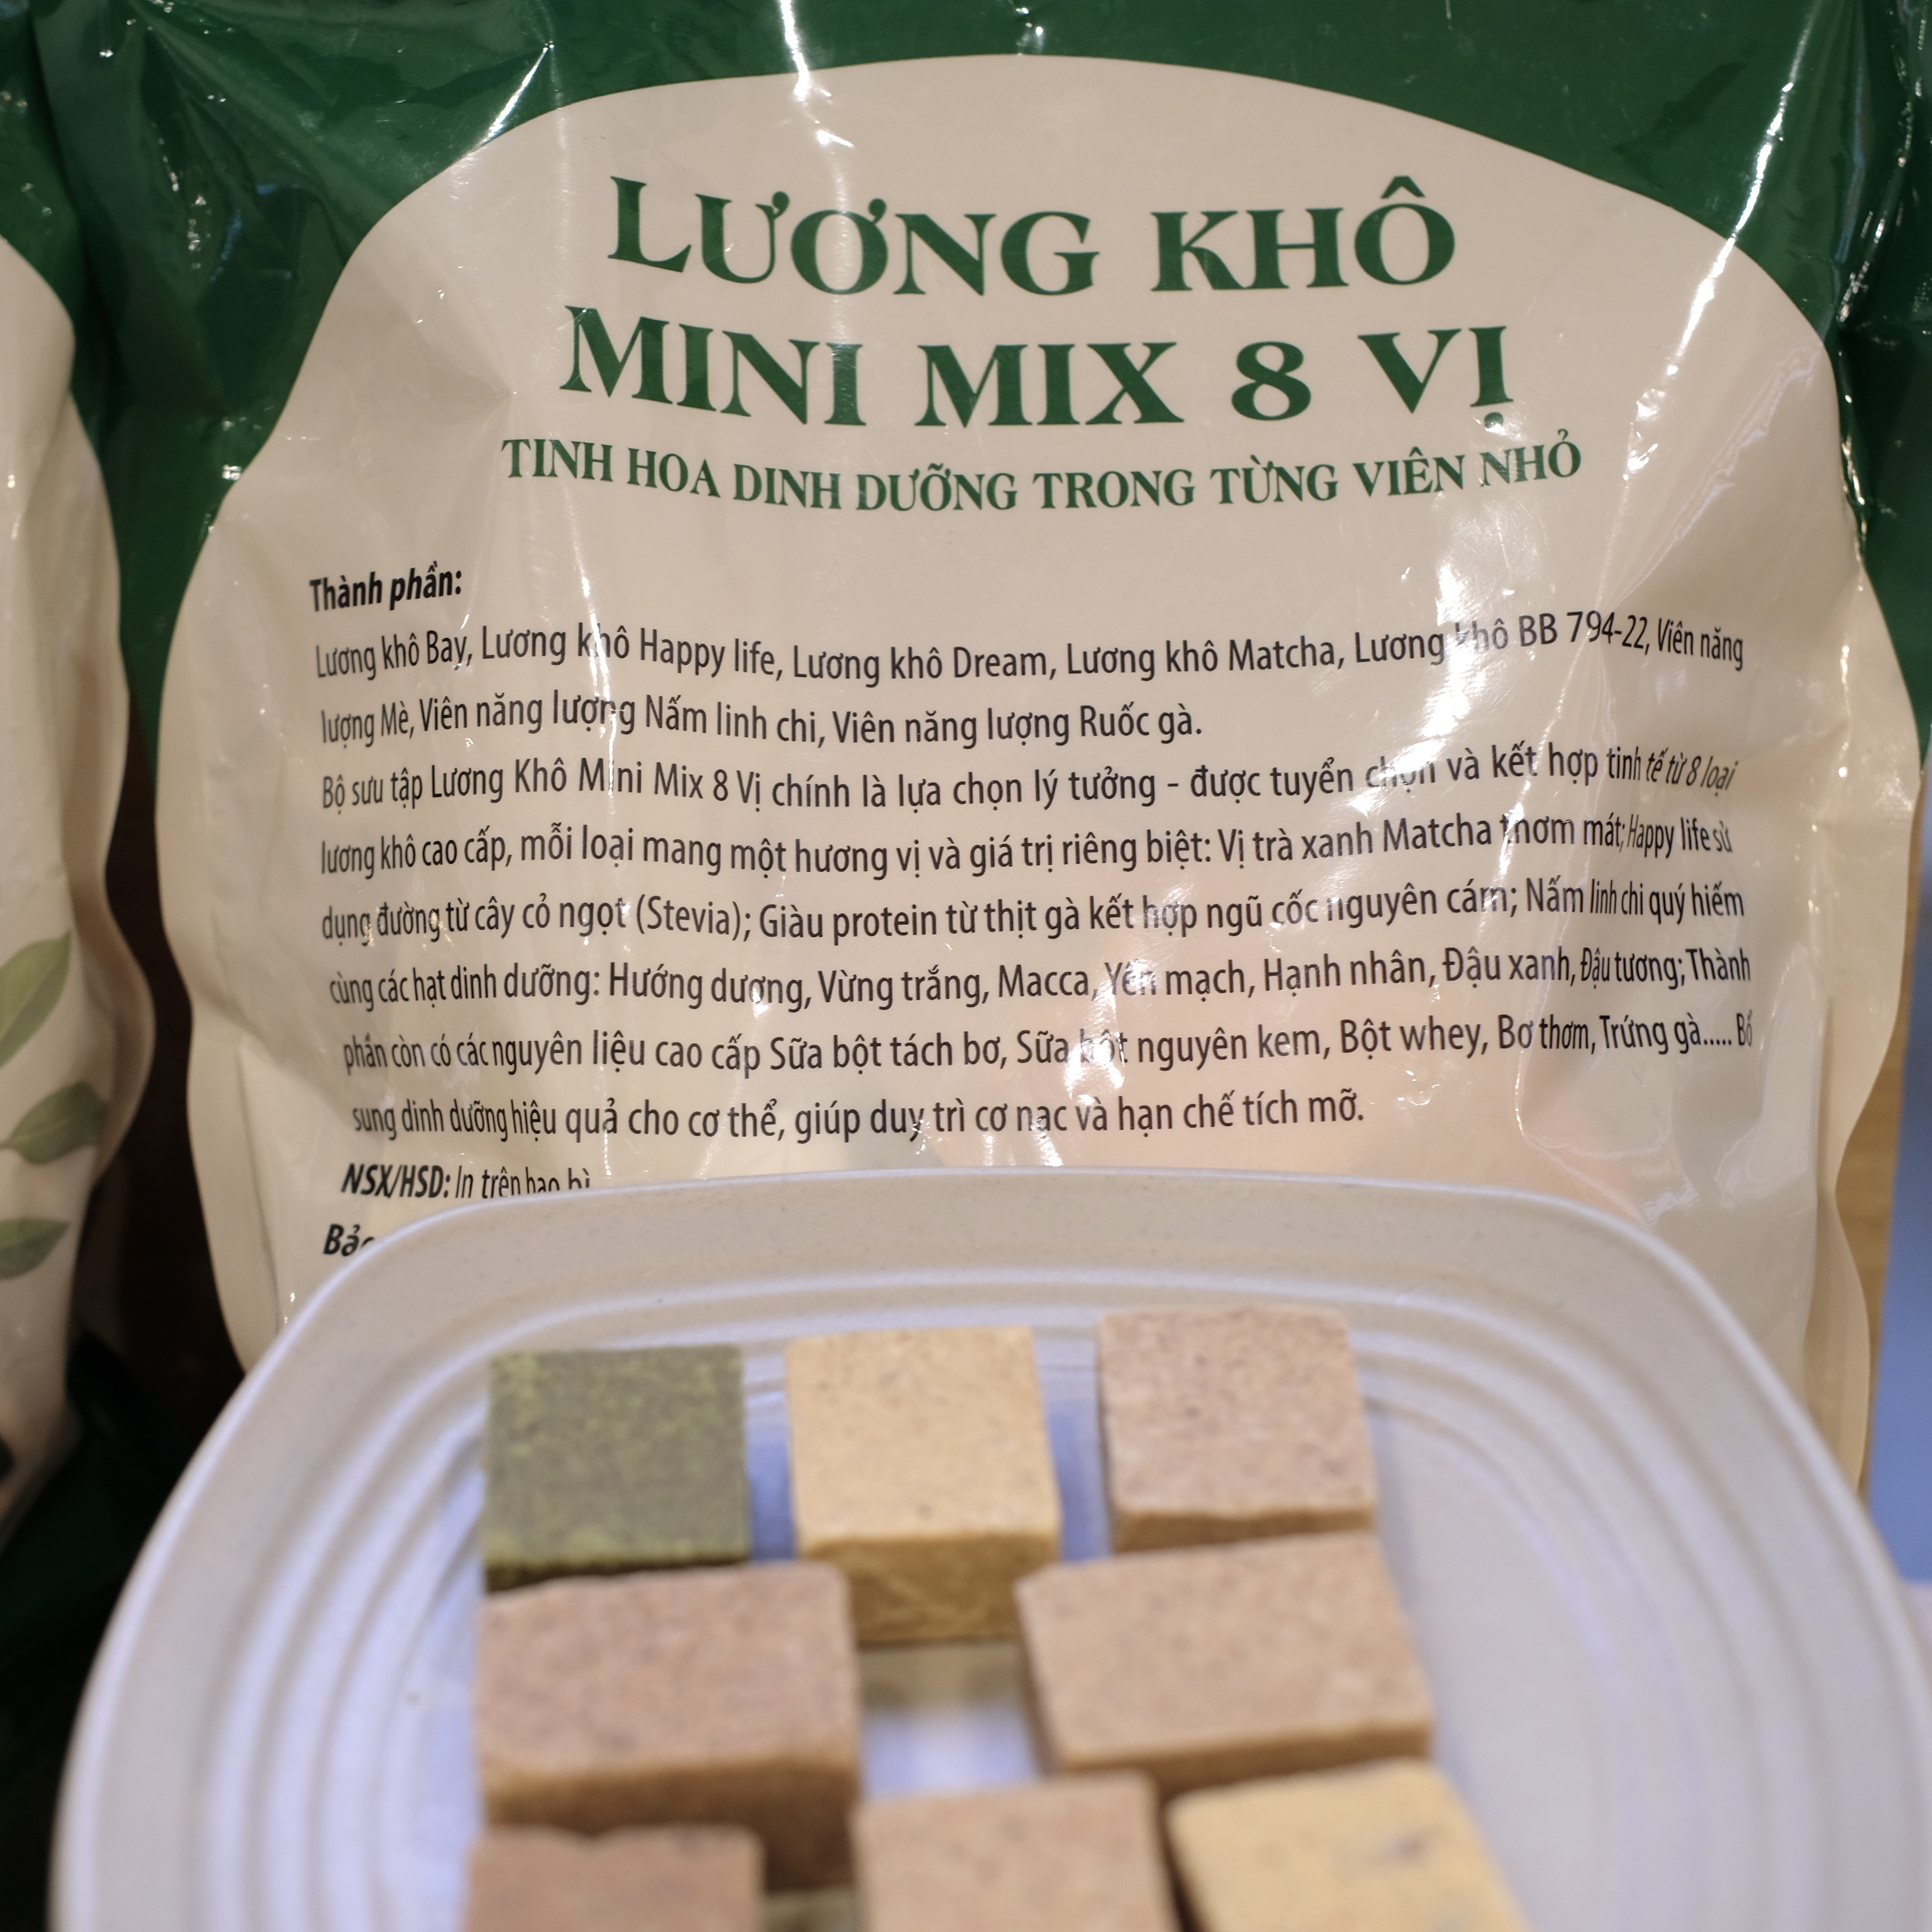 LƯƠNG KHÔ
MINI MIX 8 VỊ
TINH HOA DINH DƯỠNG TRONG TỪNG VIÊN NHỎ
Thành phần:
Lương khô Bay, Lương khô Happy life, Lương khô Dream, Lương khô Matcha, Lương khô BB 794-22, Viên năng
lượng Mè, Viên năng lượng Nấm linh chi, Viên năng lượng Ruốc gà.
Bộ sưu tập Lương Khô Mini Mix 8 Vị chính là lựa chọn lý tưởng - được tuyển chọn và kết hợp tinh tế từ 8 loại
lương khô cao cấp, mỗi loại mang một hương vị và giá trị riêng biệt: Vị trà xanh Matcha thơm mát; Happy life sử
dụng đường từ cây cỏ ngọt (Stevia); Giàu protein từ thịt gà kết hợp ngũ cốc nguyên cám; Nấm linh chi quý hiếm
cùng các hạt dinh dưỡng: Hướng dương, Vừng trắng, Macca, Yến mạch, Hạnh nhân, Đậu xanh, Đậu tương; Thành
phần còn có các nguyên liệu cao cấp Sữa bột tách bơ, Sữa bột nguyên kem, Bột whey, Bơ thơm, Trứng gà..... Bổ
sung dinh dưỡng hiệu quả cho cơ thể, giúp duy trì cơ nạc và hạn chế tích mỡ.
NSX/HSD: In trên bao bì